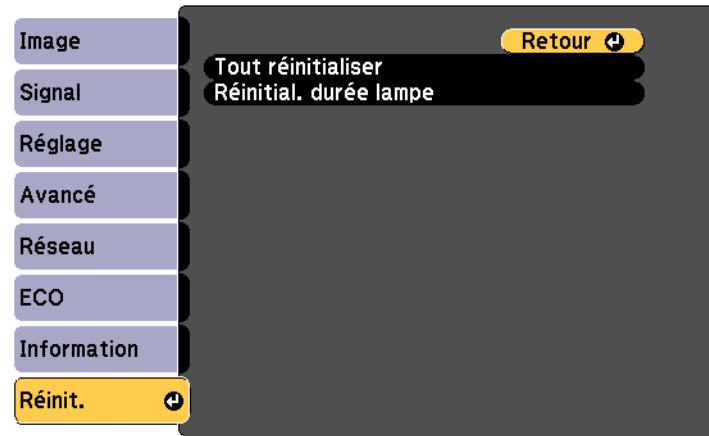 Image
Signal
Réglage
Avancé
Réseau
ECO
Information
Réinit.
Retour
Tout réinitialiser
Réinitial. durée lampe